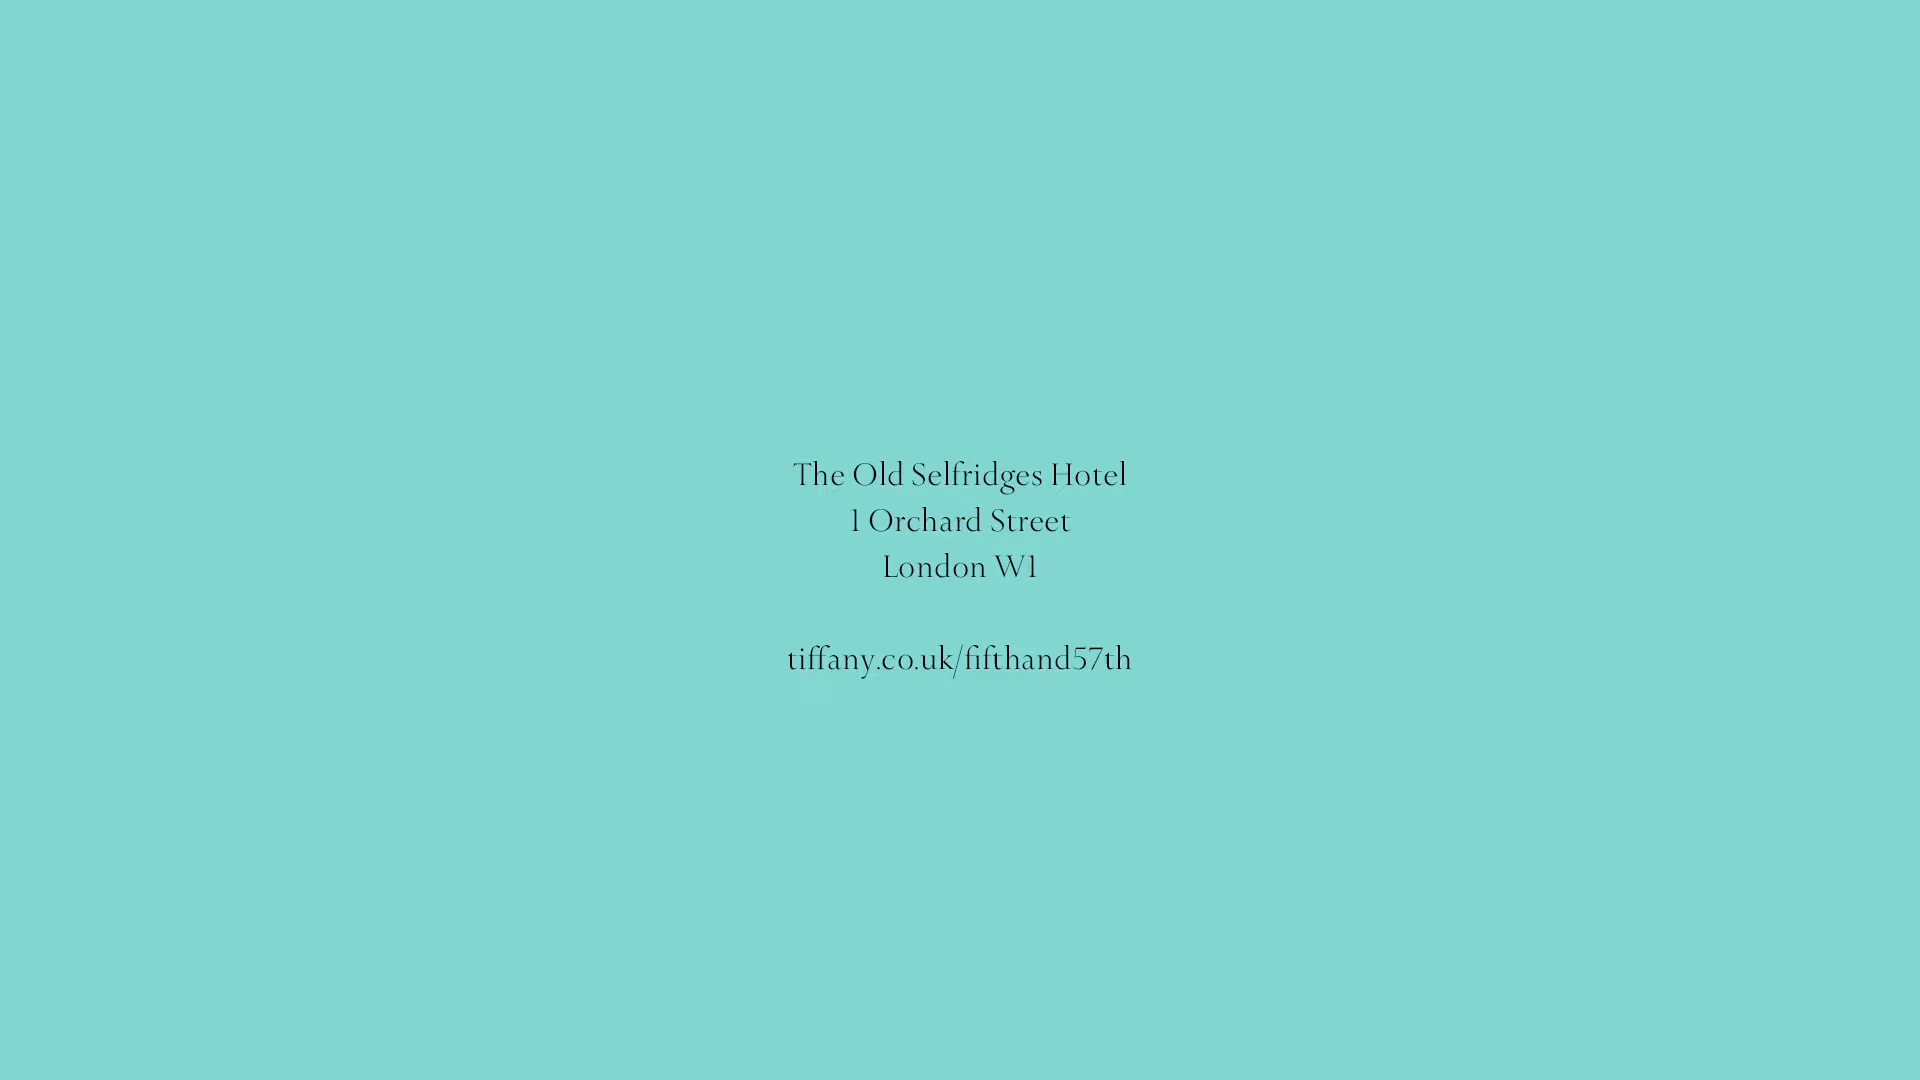 The Old Selfridges Hotel
1 Orchard Street
London W1
tiffany.co.uk/fifthand57th